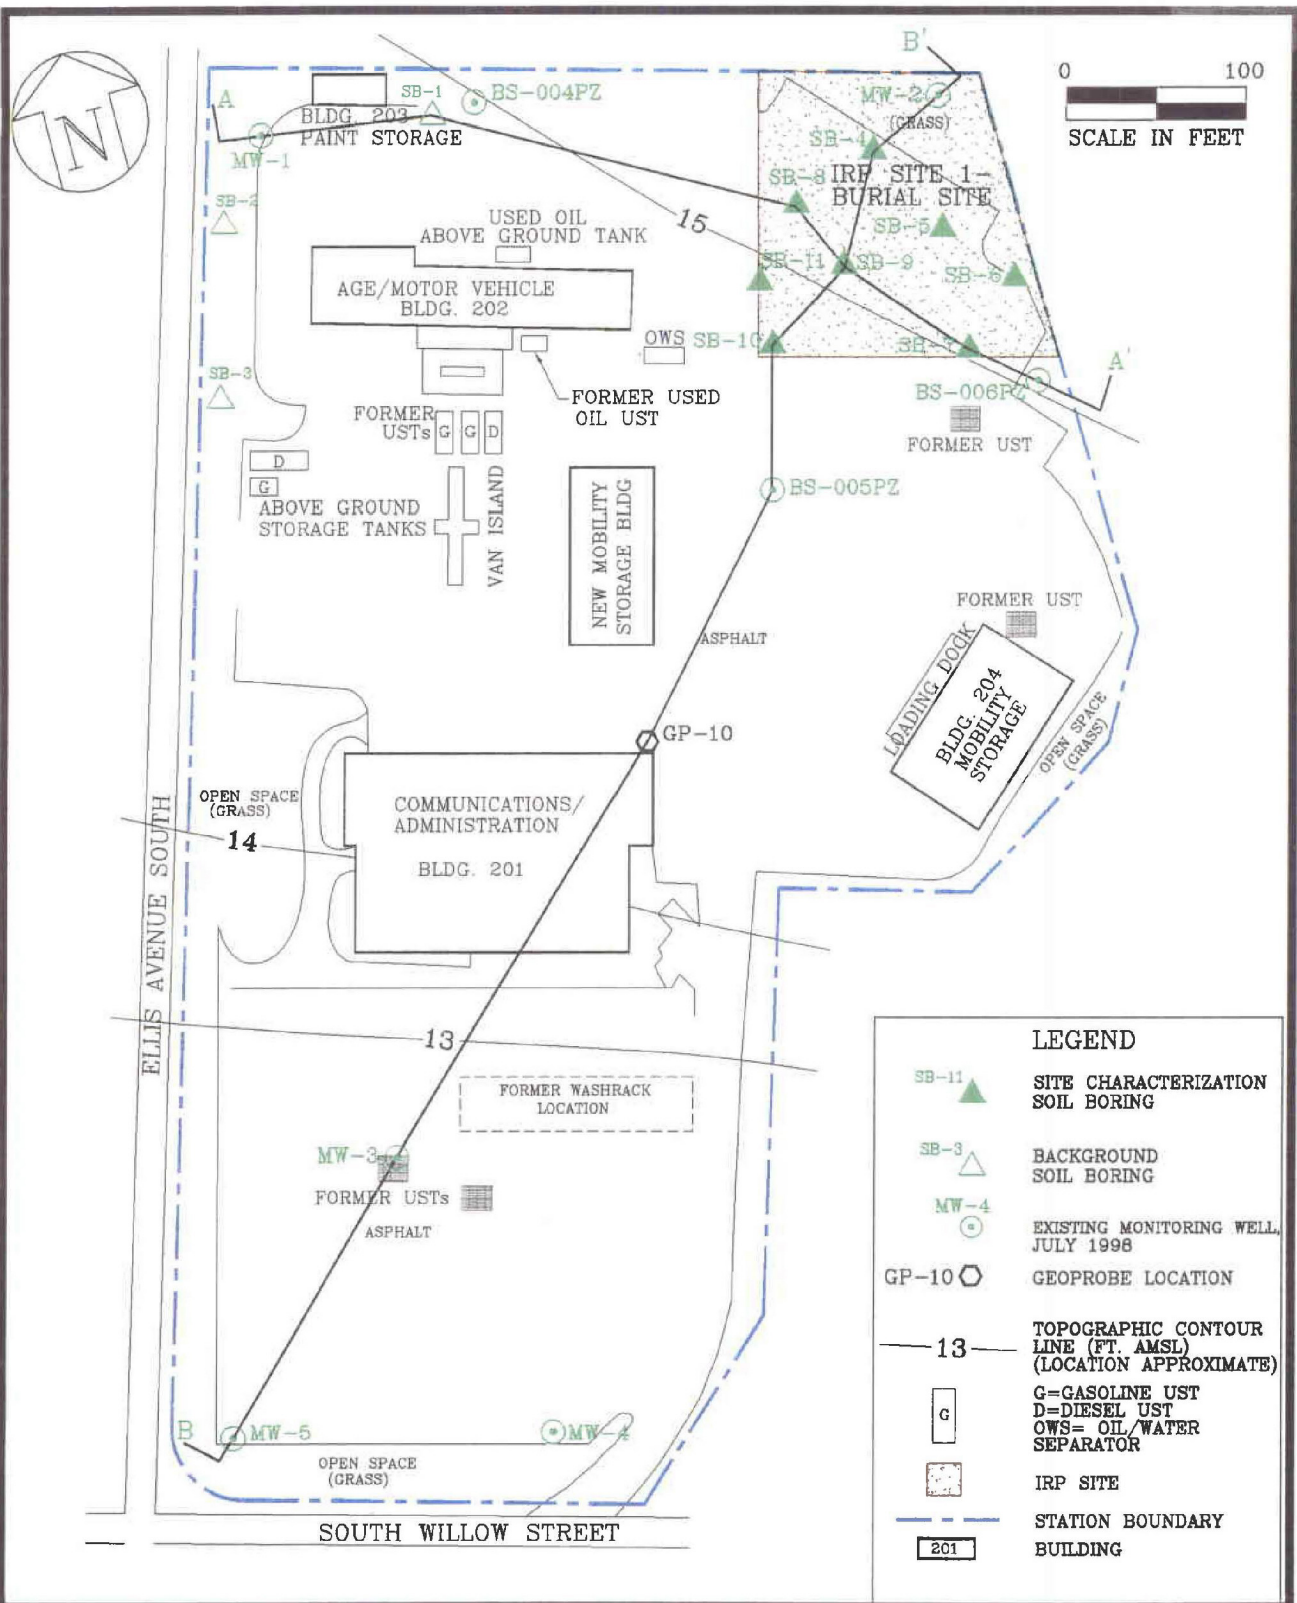 N
B'
0 100
SCALE IN FEET
A
SB-1
BS-004PZ
MW-2
(GRASS)
BLDG. 203
PAINT STORAGE
MW-1
SB-4
IRP SITE 1-
BURIAL SITE
SB-8
SB-2
15
USED OIL
ABOVE GROUND TANK
SB-5
SB-11
SB-9
SB-6
AGE/MOTOR VEHICLE
BLDG. 202
OWS
SB-10
SB-7
A'
SB-3
BS-006PZ
FORMER USED
OIL UST
FORMER
USTs
G G D
FORMER UST
D
G
ABOVE GROUND
STORAGE TANKS
VAN ISLAND
NEW MOBILITY
STORAGE BLDG
BS-005PZ
FORMER UST
ASPHALT
LOADING DOCK
BLDG. 204
MOBILITY
STORAGE
OPEN SPACE
(GRASS)
GP-10
OPEN SPACE
(GRASS)
14
COMMUNICATIONS/
ADMINISTRATION
BLDG. 201
ELLIS AVENUE SOUTH
13
FORMER WASHRACK
LOCATION
MW-3
FORMER USTs
ASPHALT
B
MW-5
MW-4
OPEN SPACE
(GRASS)
SOUTH WILLOW STREET
LEGEND
SB-11
SITE CHARACTERIZATION
SOIL BORING
SB-3
BACKGROUND
SOIL BORING
MW-4
EXISTING MONITORING WELL,
JULY 1998
GP-10
GEOPROBE LOCATION
13
TOPOGRAPHIC CONTOUR
LINE (FT. AMSL)
(LOCATION APPROXIMATE)
G
G=GASOLINE UST
D=DIESEL UST
OWS= OIL/WATER
SEPARATOR
IRP SITE
STATION BOUNDARY
201
BUILDING